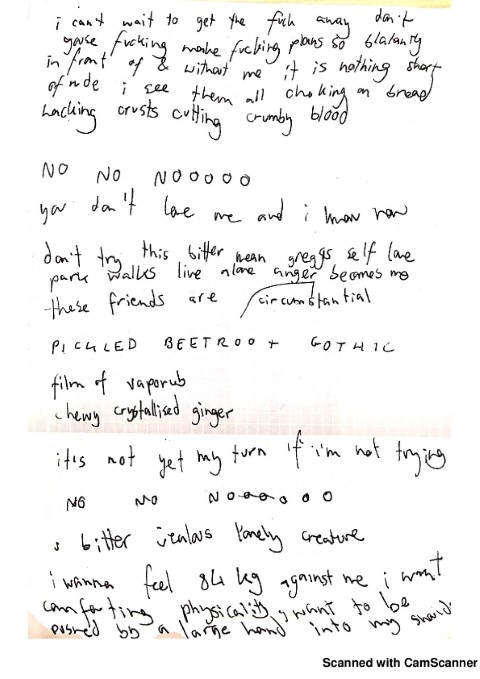 i can't wait to get the fuck away don't
youse fucking make fucking plans so blatantly
in front of & without me it is nothing short
of rude i see them all choking on bread
hacking crusts cutting crumby blood
NO NO NOOOOO
you don't love me and i know now
don't try this bitter mean greggs self love
park walks live alone anger becomes me
these friends are circumstantial
PICKLED BEETROOT GOTHIC
film of vaporub
chewy crystallised ginger
it's not yet my turn if i'm not trying
NO NO NOOOOOO
bitter jealous lonely creature
i wanna feel 84 kg against me i want
comforting physicality, want to be
pushed by a large hand into my
Scanned with CamScanner